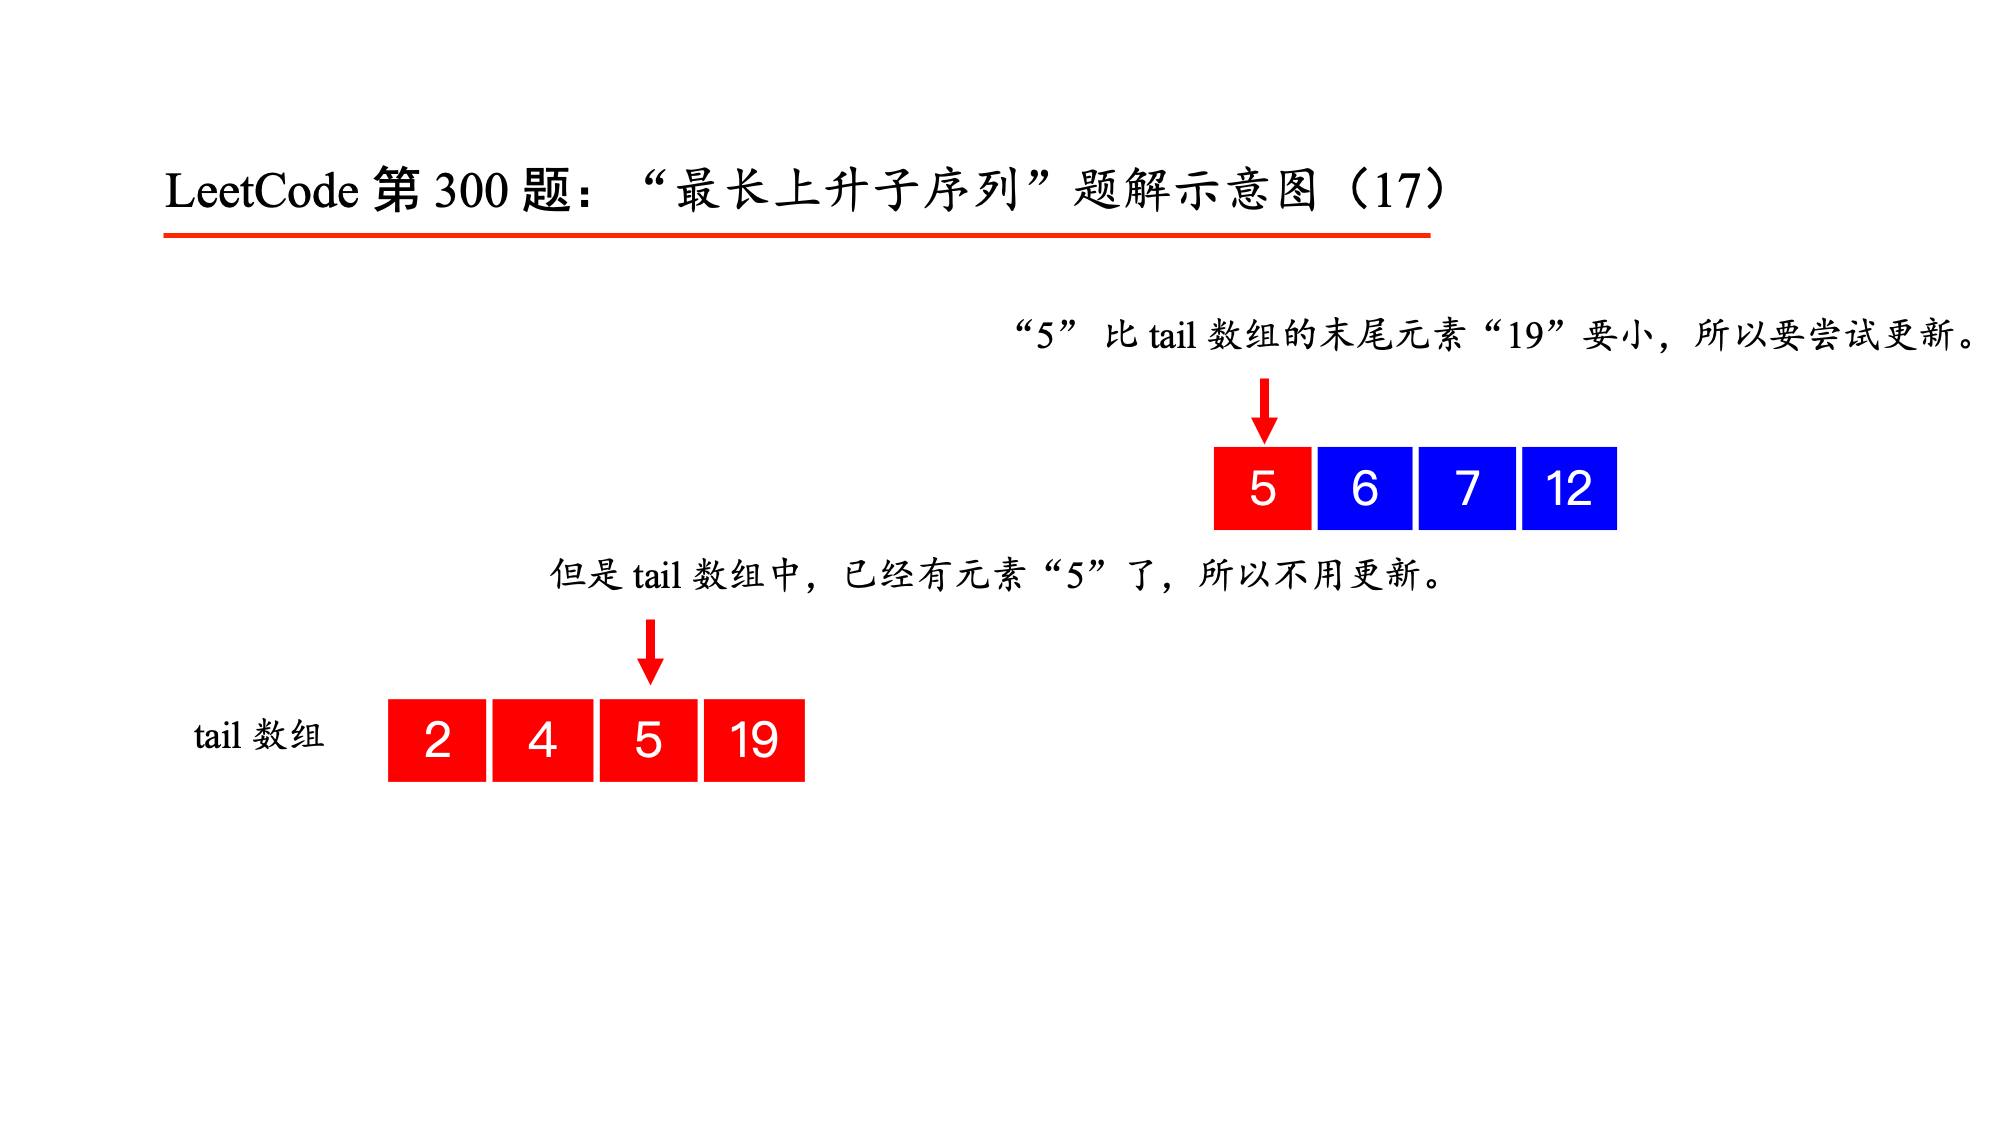 LeetCode 第 300 题：“最长上升子序列”题解示意图（17）
“5” 比 tail 数组的末尾元素“19”要小，所以要尝试更新。
5 6 7 12
但是 tail 数组中，已经有元素“5”了，所以不用更新。
tail 数组 2 4 5 19